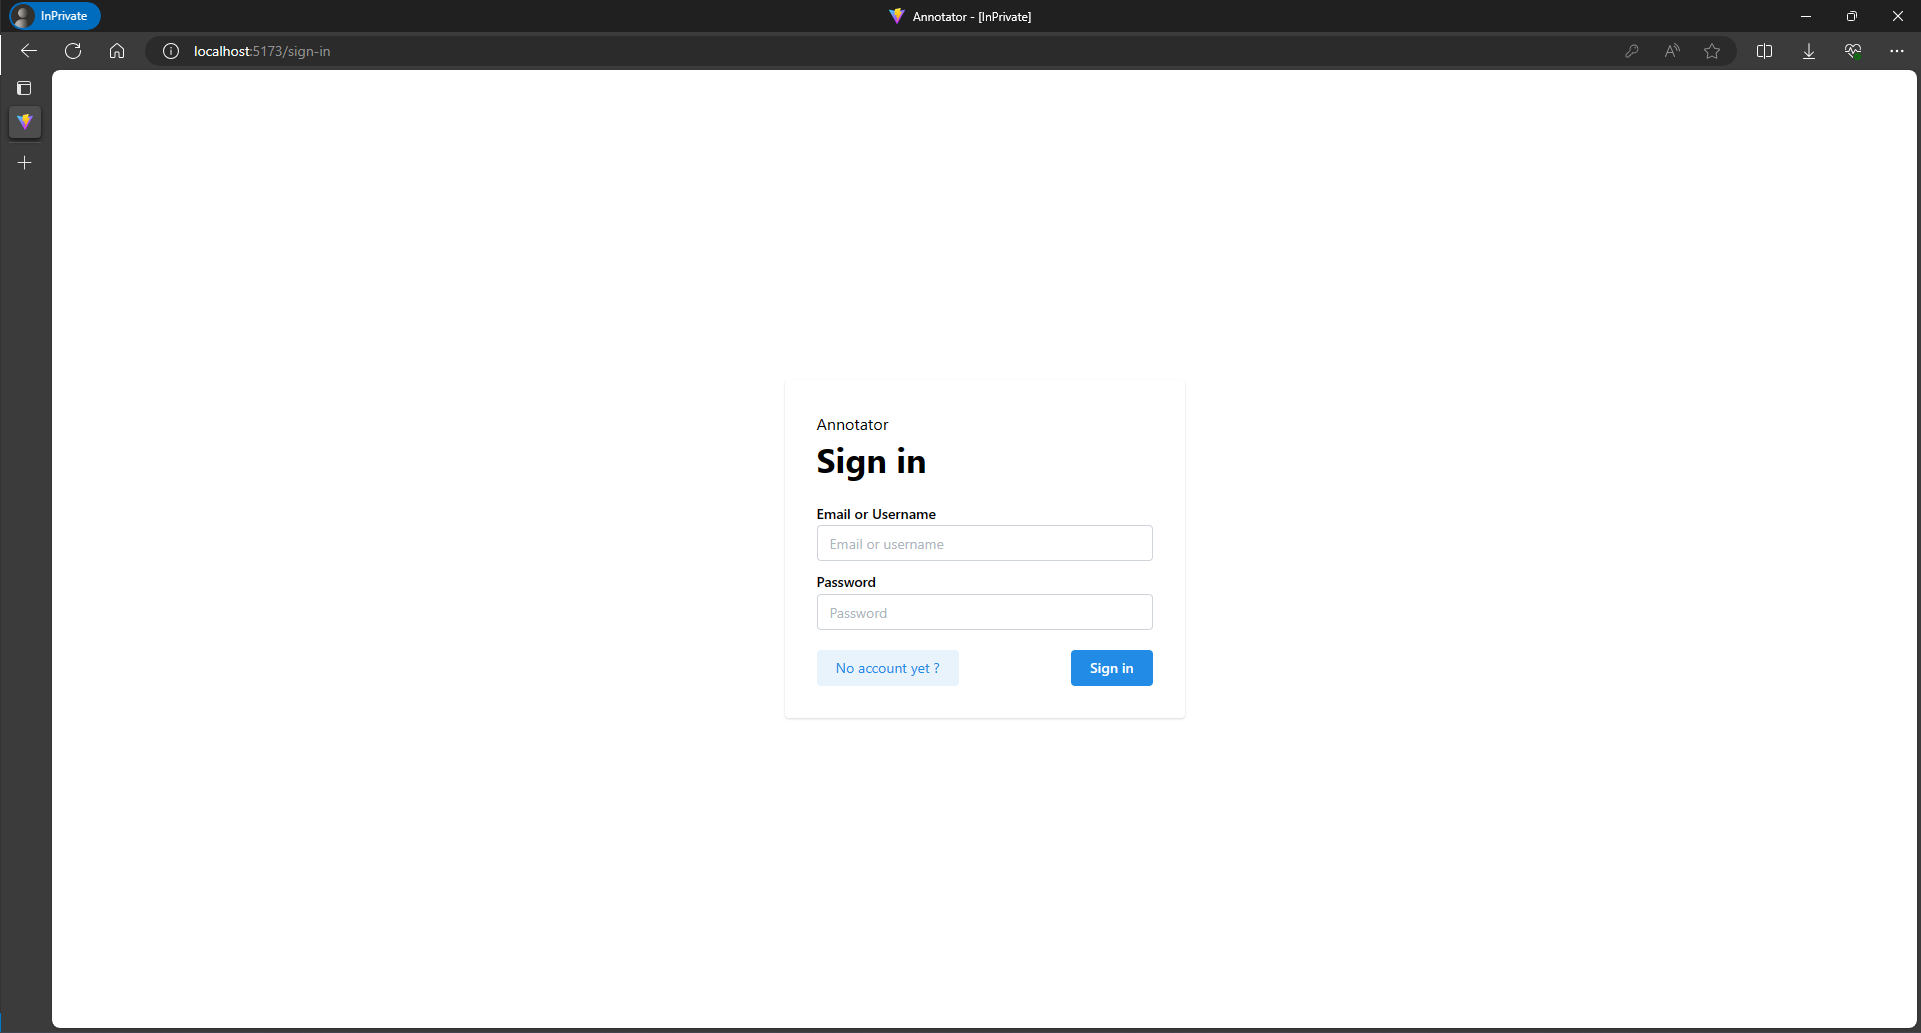 InPrivate
Annotator - [InPrivate]
localhost:5173/sign-in
Annotator
Sign in
Email or Username
Email or username
Password
Password
No account yet ?
Sign in